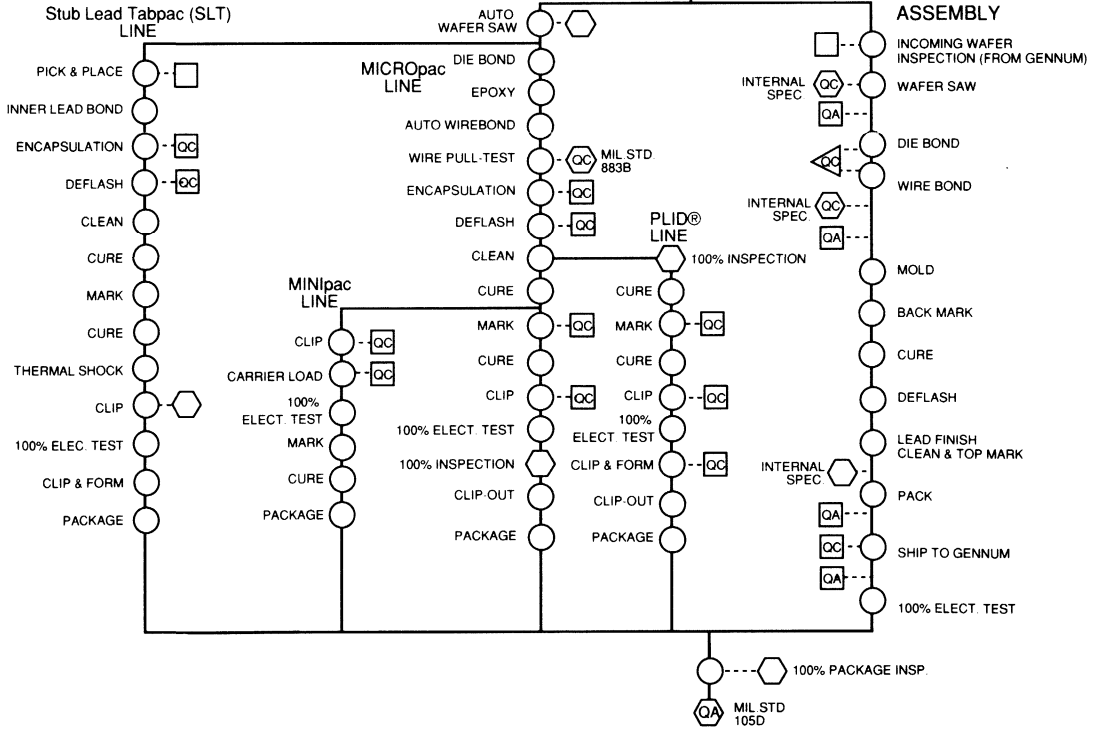 Stub Lead Tabpac (SLT)
LINE
PICK & PLACE
INNER LEAD BOND
ENCAPSULATION
QC
DEFLASH
QC
CLEAN
CURE
MARK
CURE
THERMAL SHOCK
CLIP
100% ELEC. TEST
CLIP & FORM
PACKAGE
MINIpac
LINE
CLIP
QC
CARRIER LOAD
QC
100%
ELECT. TEST
MARK
CURE
PACKAGE
AUTO
WAFER SAW
MICROpac
LINE
DIE BOND
EPOXY
AUTO WIREBOND
WIRE PULL-TEST
QC
MIL.STD.
883B
ENCAPSULATION
QC
DEFLASH
QC
CLEAN
CURE
MARK
QC
CURE
CLIP
QC
100% ELECT. TEST
100% INSPECTION
CLIP-OUT
PACKAGE
PLID®
LINE
100% INSPECTION
CURE
MARK
QC
CURE
CLIP
QC
100%
ELECT. TEST
CLIP & FORM
QC
CLIP-OUT
PACKAGE
ASSEMBLY
INCOMING WAFER
INSPECTION (FROM GENNUM)
INTERNAL
SPEC.
QC
WAFER SAW
QA
DIE BOND
QC
WIRE BOND
INTERNAL
SPEC.
QC
QA
MOLD
BACK MARK
CURE
DEFLASH
LEAD FINISH
CLEAN & TOP MARK
INTERNAL
SPEC.
PACK
QA
QC
SHIP TO GENNUM
QA
100% ELECT. TEST
100% PACKAGE INSP.
QA
MIL.STD
105D